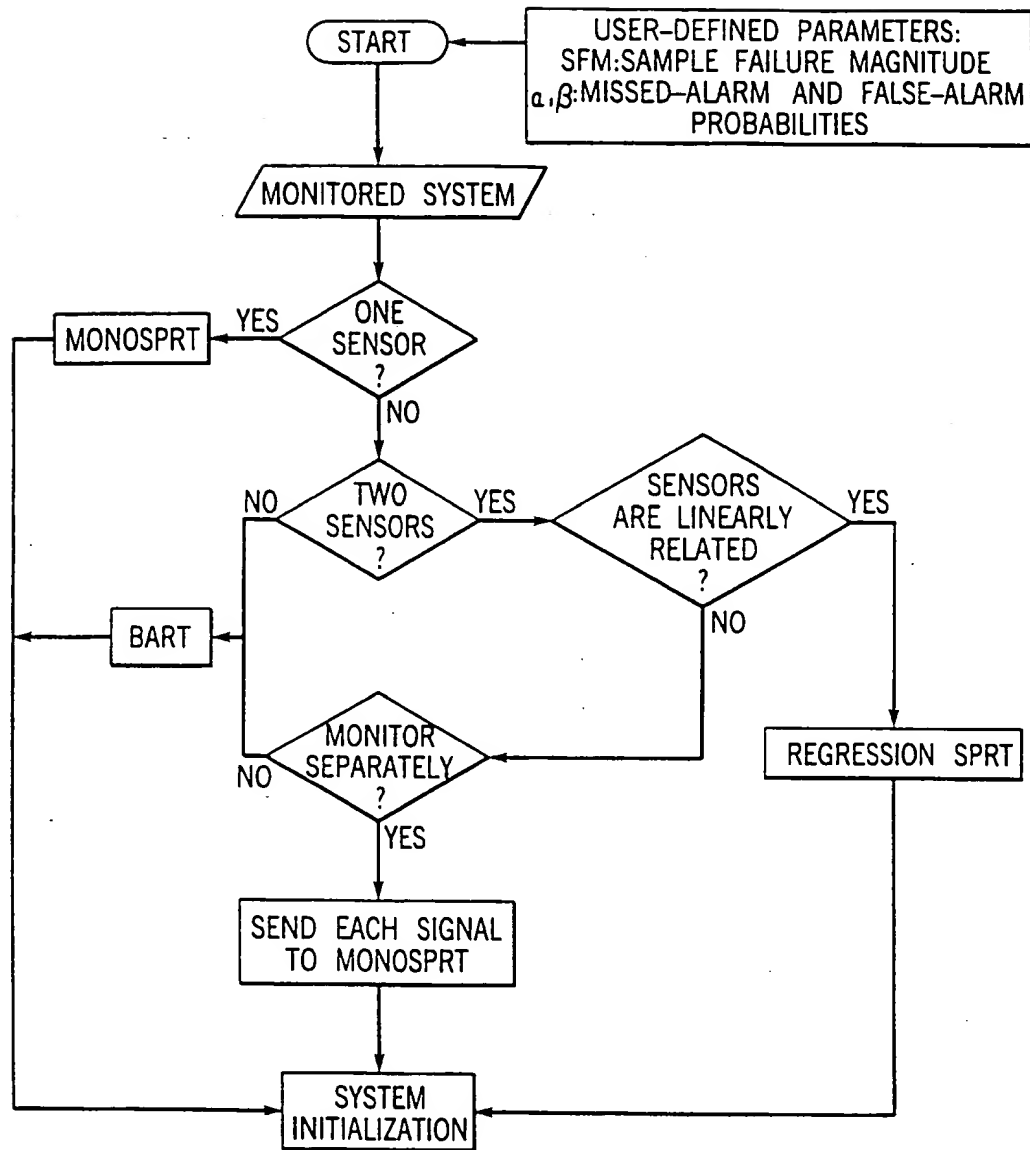 START
USER-DEFINED PARAMETERS:
SFM:SAMPLE FAILURE MAGNITUDE
α,β:MISSED-ALARM AND FALSE-ALARM
PROBABILITIES
MONITORED SYSTEM
ONE
SENSOR
?
YES
MONOSPRT
NO
TWO
SENSORS
?
NO
YES
SENSORS
ARE LINEARLY
RELATED
?
YES
NO
BART
MONITOR
SEPARATELY
?
NO
YES
REGRESSION SPRT
SEND EACH SIGNAL
TO MONOSPRT
SYSTEM
INITIALIZATION